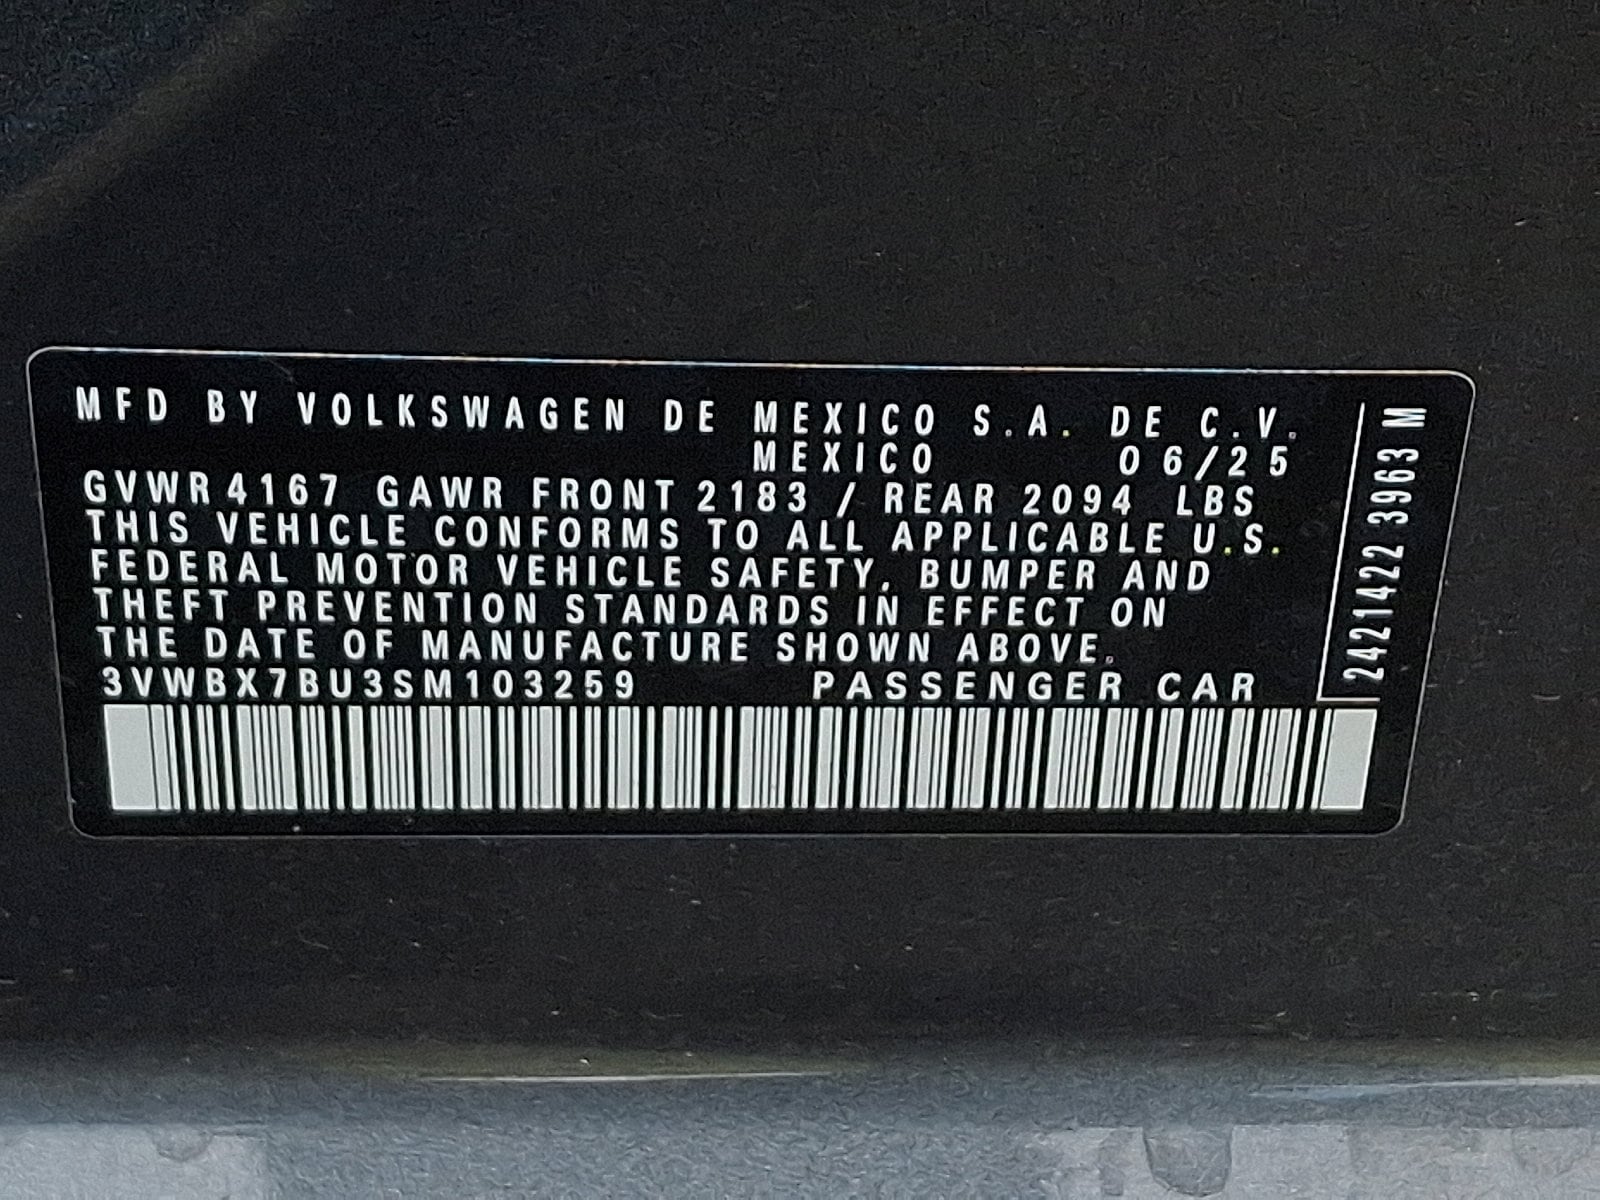 MFD BY VOLKSWAGEN DE MEXICO S.A. DE C.V.
MEXICO 06/25
GVWR 4167 GAWR FRONT 2183 / REAR 2094 LBS
THIS VEHICLE CONFORMS TO ALL APPLICABLE U.S.
FEDERAL MOTOR VEHICLE SAFETY, BUMPER AND
THEFT PREVENTION STANDARDS IN EFFECT ON
THE DATE OF MANUFACTURE SHOWN ABOVE.
3VWBX7BU3SM103259 PASSENGER CAR
2421422 3963 M